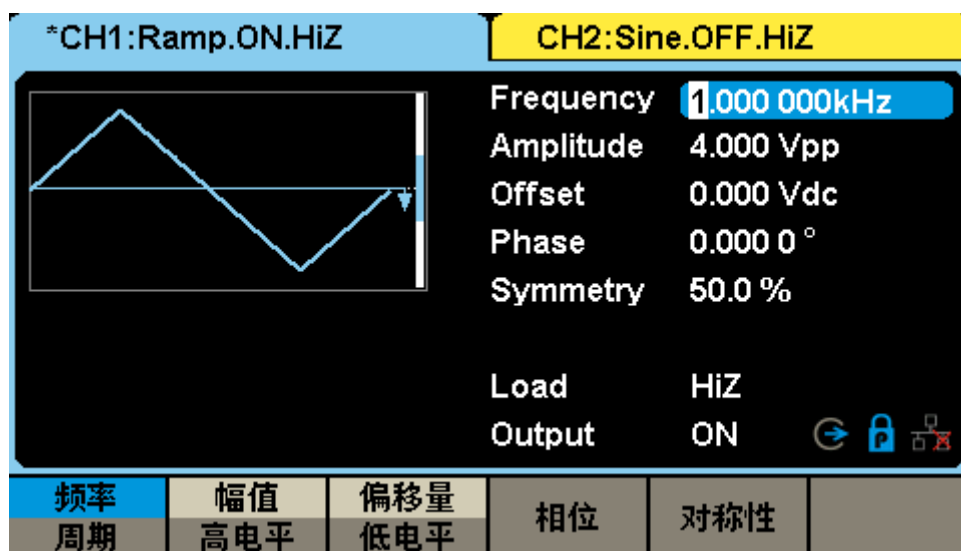 *CH1:Ramp.ON.HiZ
CH2:Sine.OFF.HiZ
Frequency 1.000 000kHz
Amplitude 4.000 Vpp
Offset 0.000 Vdc
Phase 0.000 0 °
Symmetry 50.0 %
Load HiZ
Output ON
频率 幅值 偏移量 相位 对称性
周期 高电平 低电平